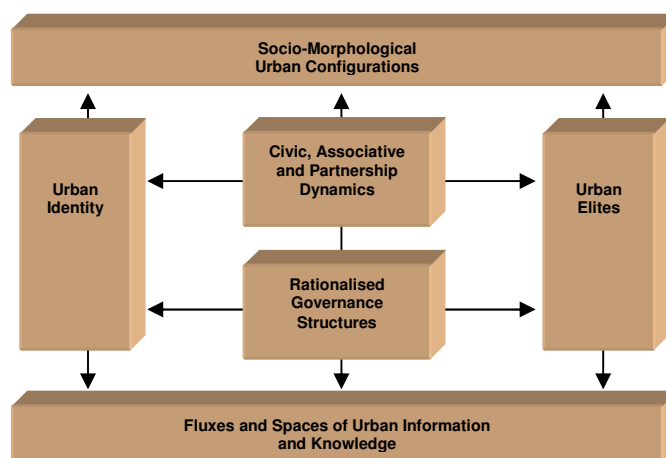 Socio-Morphological
Urban Configurations
Civic, Associative
and Partnership
Dynamics
Urban
Identity
Urban
Elites
Rationalised
Governance
Structures
Fluxes and Spaces of Urban Information
and Knowledge